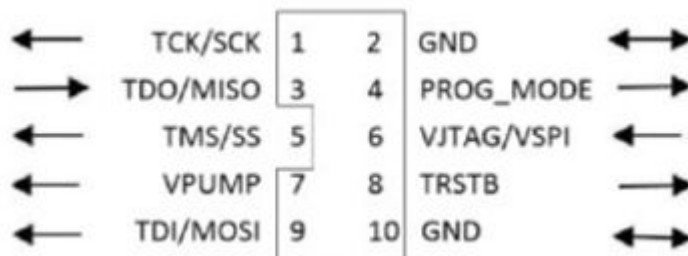 TCK/SCK 1 2 GND
TDO/MISO 3 4 PROG_MODE
TMS/SS 5 6 VJTAG/VSPI
VPUMP 7 8 TRSTB
TDI/MOSI 9 10 GND